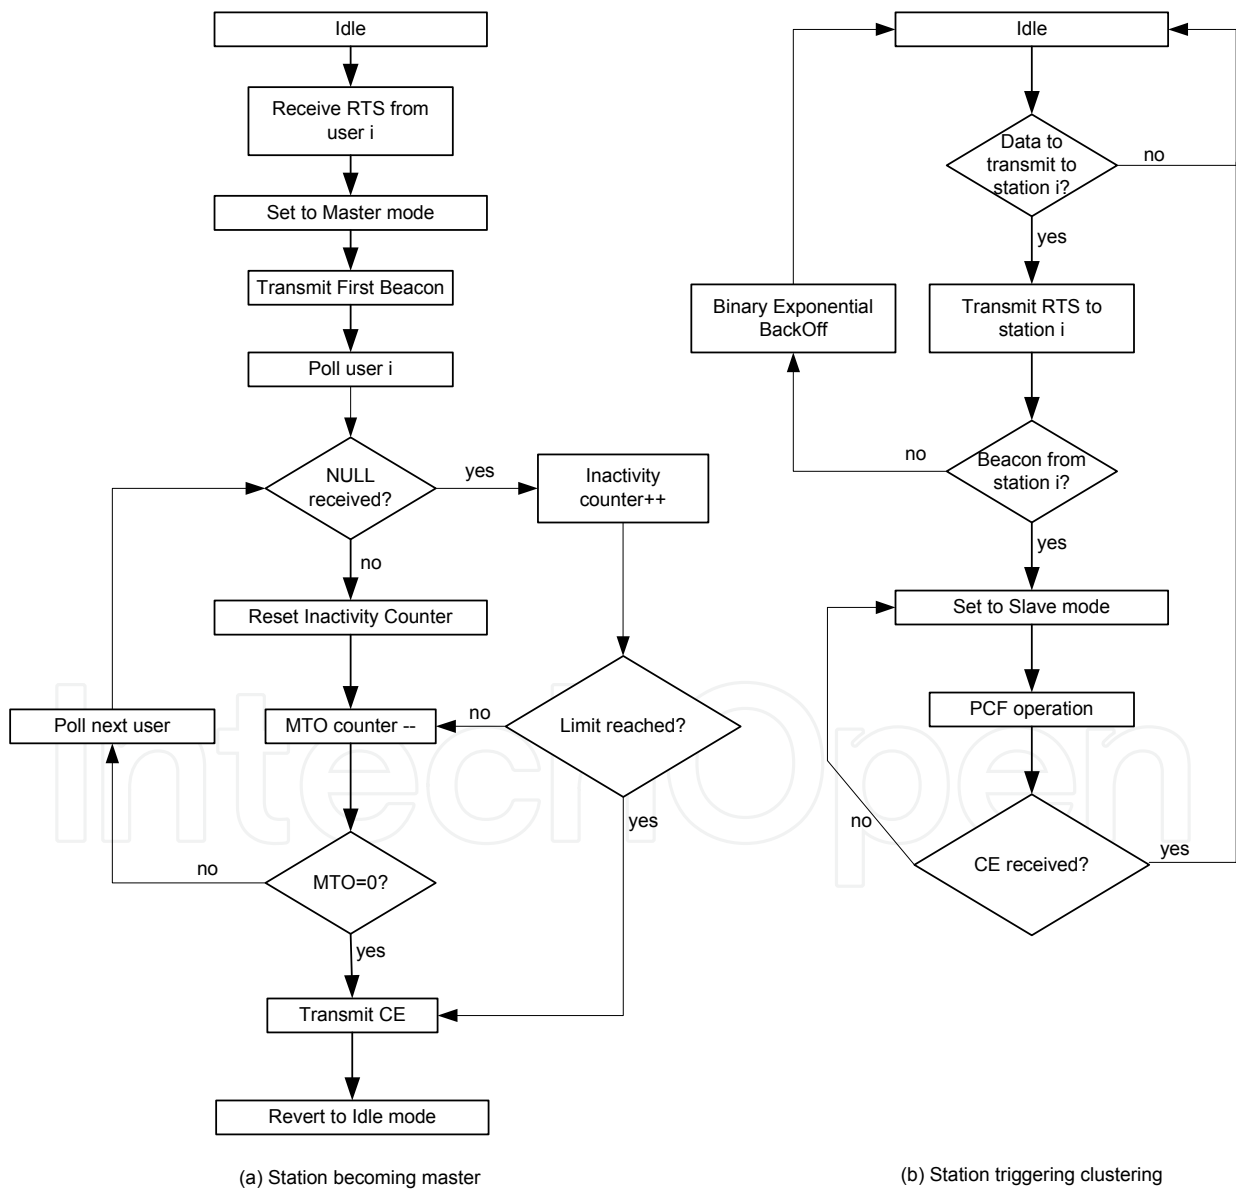 Idle
Receive RTS from
user i
Set to Master mode
Transmit First Beacon
Poll user i
NULL
received?
yes
Inactivity
counter++
no
Reset Inactivity Counter
Poll next user
MTO counter --
no
Limit reached?
yes
no
MTO=0?
yes
Transmit CE
Revert to Idle mode
(a) Station becoming master
Idle
Data to
transmit to
station i?
no
yes
Binary Exponential
BackOff
Transmit RTS to
station i
no
Beacon from
station i?
yes
Set to Slave mode
PCF operation
no
CE received?
yes
(b) Station triggering clustering
IntechOpen